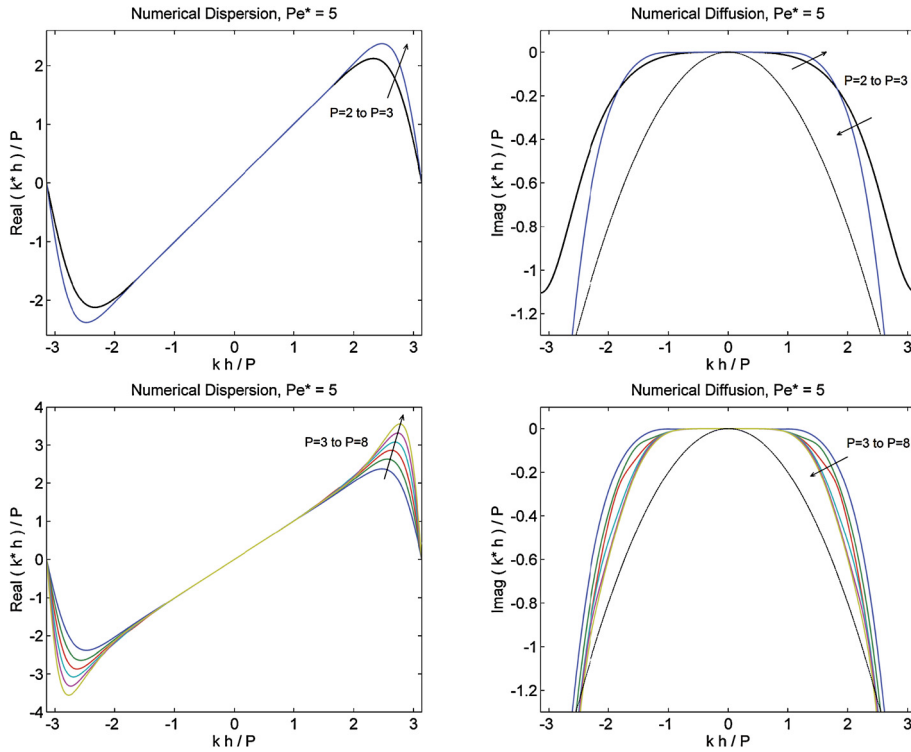 Numerical Dispersion, Pe* = 5
Real ( k* h ) / P
2
1
0
-1
-2
P=2 to P=3
-3 -2 -1 0 1 2 3
k h / P
Numerical Diffusion, Pe* = 5
Imag ( k* h ) / P
0
-0.2
-0.4
-0.6
-0.8
-1
-1.2
P=2 to P=3
-3 -2 -1 0 1 2 3
k h / P
Numerical Dispersion, Pe* = 5
Real ( k* h ) / P
4
3
2
1
0
-1
-2
-3
-4
P=3 to P=8
-3 -2 -1 0 1 2 3
k h / P
Numerical Diffusion, Pe* = 5
Imag ( k* h ) / P
0
-0.2
-0.4
-0.6
-0.8
-1
-1.2
P=3 to P=8
-3 -2 -1 0 1 2 3
k h / P